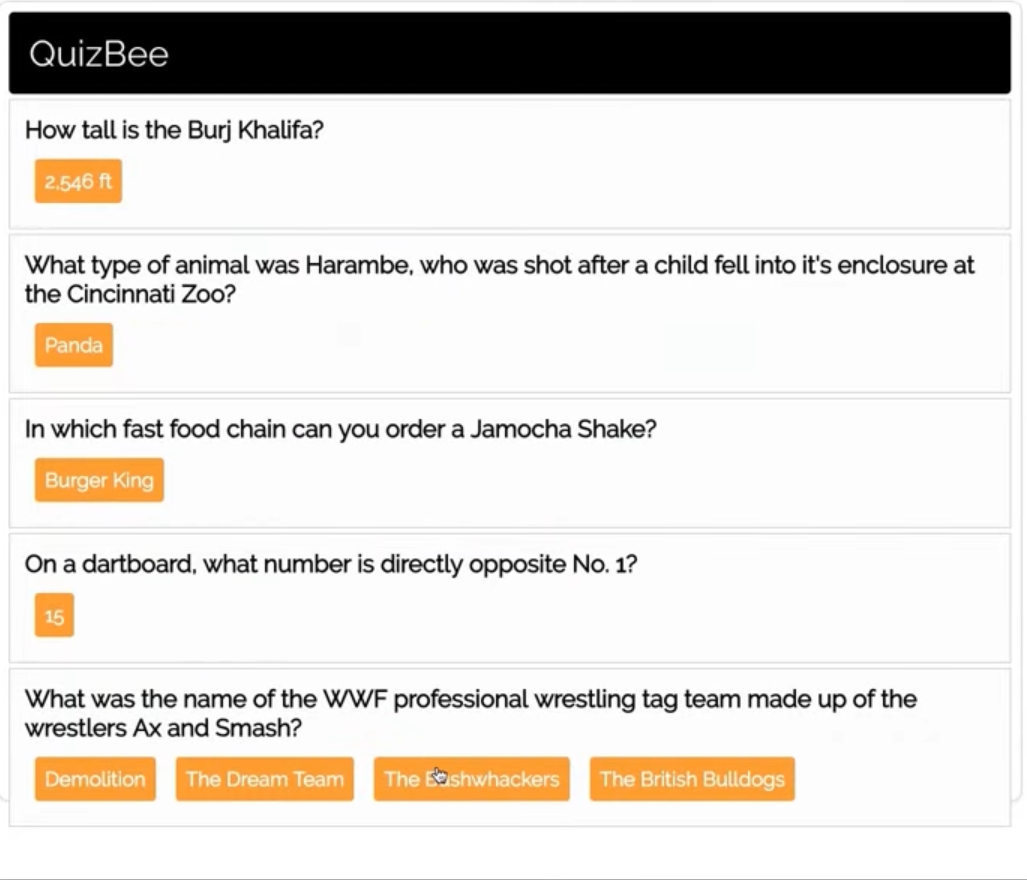 QuizBee
How tall is the Burj Khalifa?
2,546 ft
What type of animal was Harambe, who was shot after a child fell into it's enclosure at
the Cincinnati Zoo?
Panda
In which fast food chain can you order a Jamocha Shake?
Burger King
On a dartboard, what number is directly opposite No. 1?
15
What was the name of the WWF professional wrestling tag team made up of the
wrestlers Ax and Smash?
Demolition The Dream Team The Bushwhackers The British Bulldogs